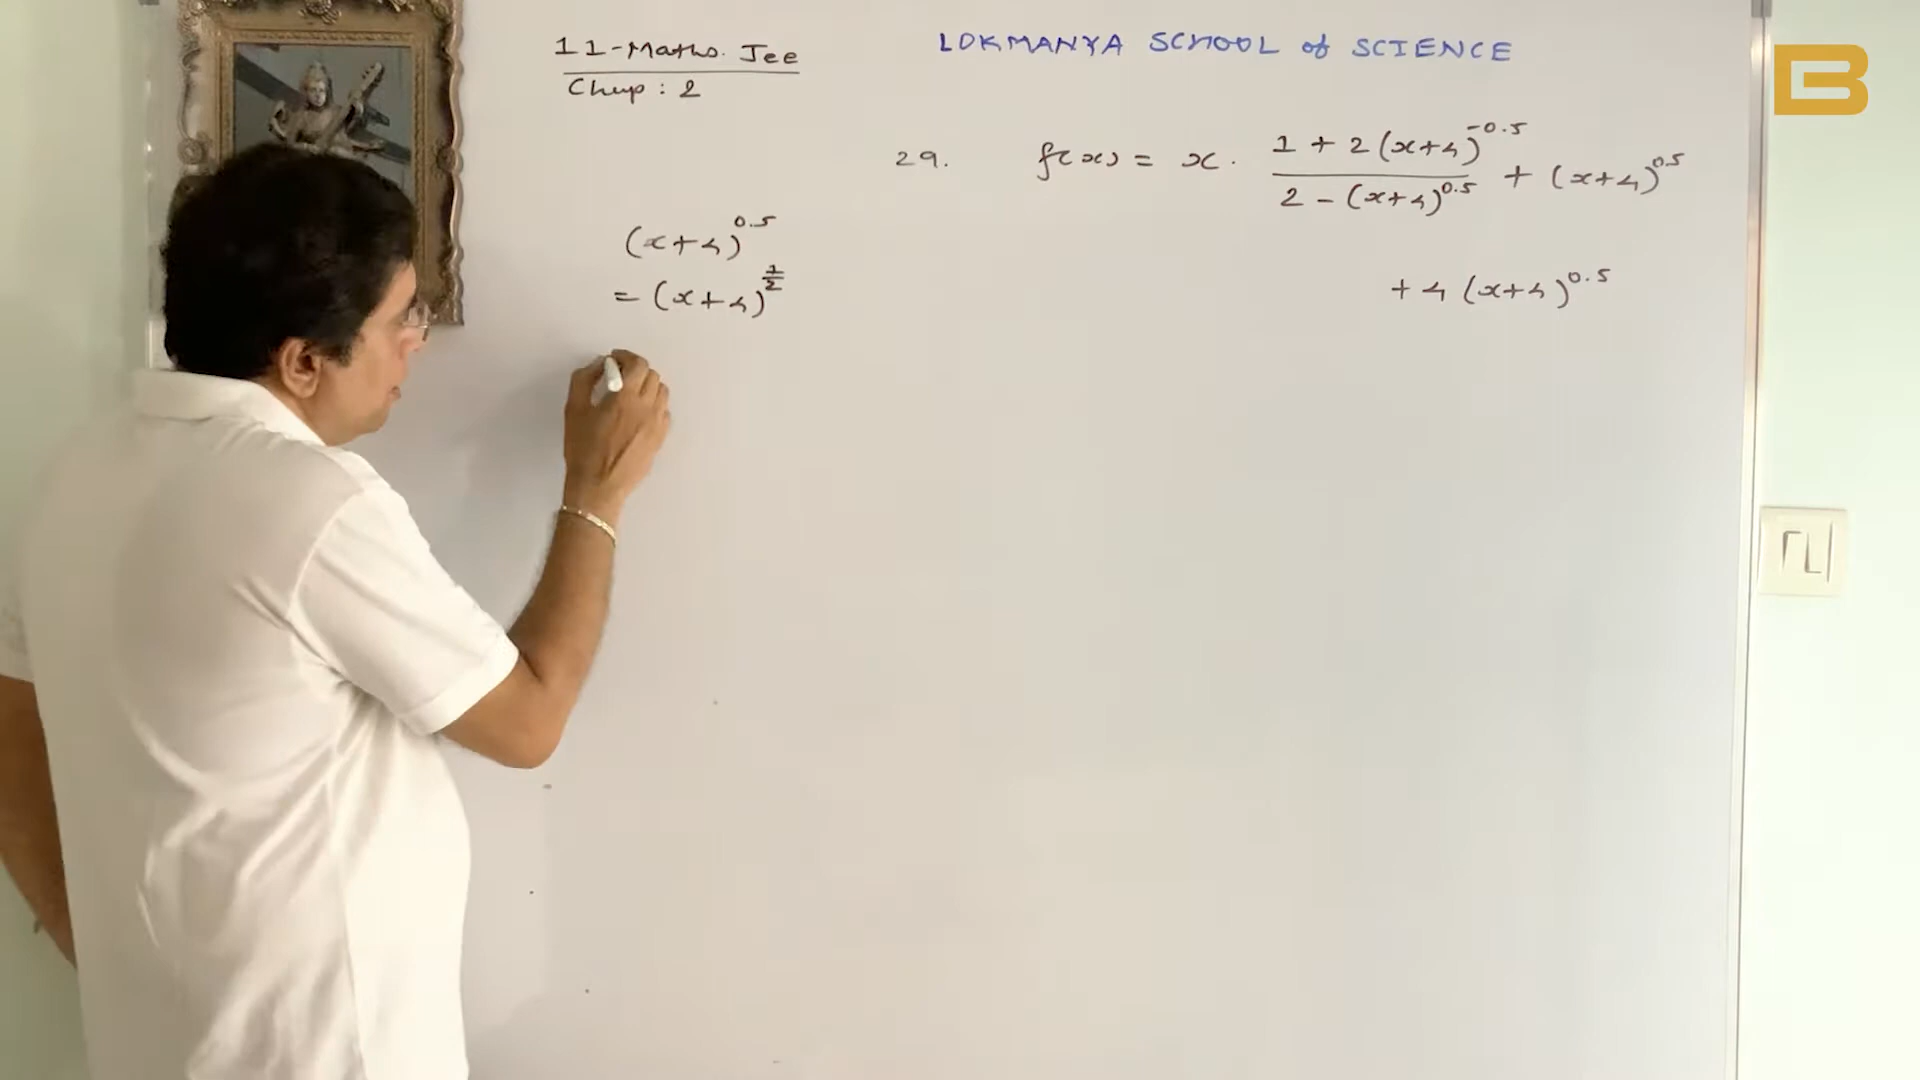 11-Maths. Jee
Chap : 2
LOKMANYA SCHOOL of SCIENCE
29. f(x) = x . (1 + 2(x+4)^-0.5) / (2 - (x+4)^0.5) + (x+4)^0.5
+ 4 (x+4)^0.5
(x+4)^0.5
= (x+4)^1/2